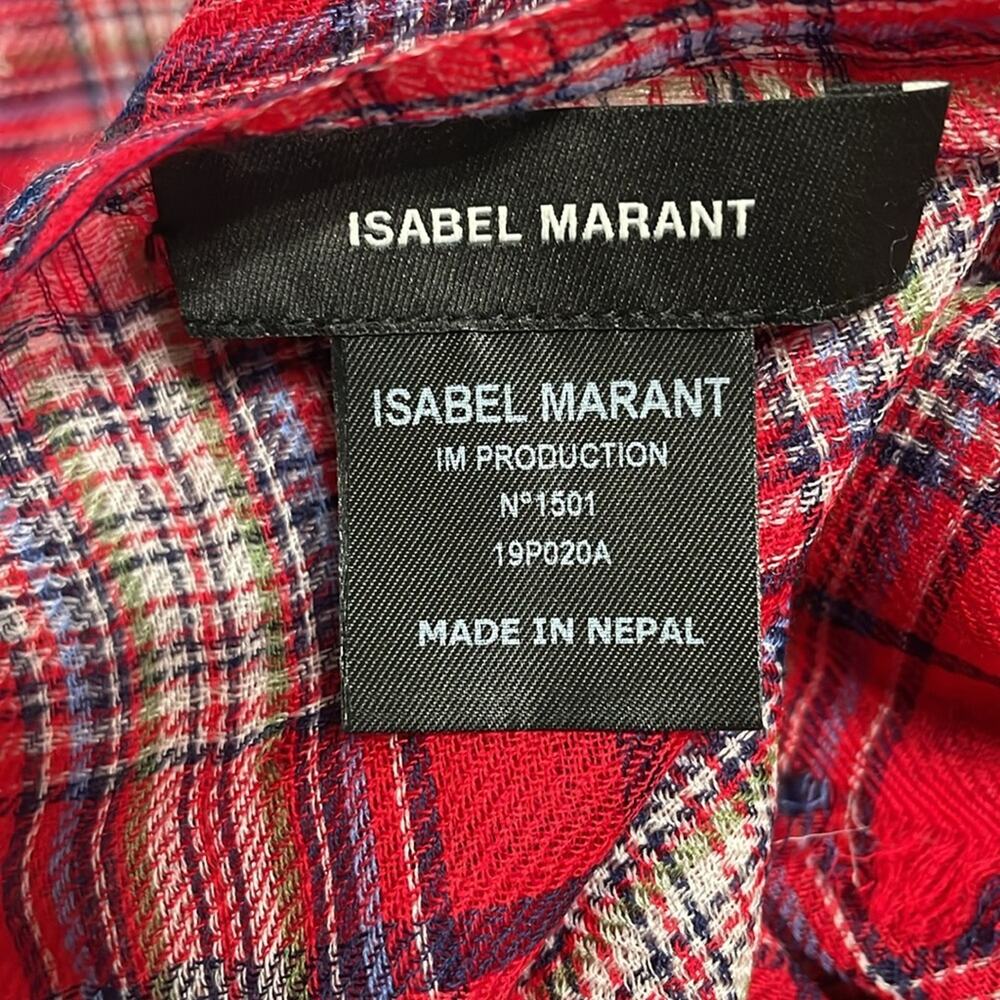 ISABEL MARANT
ISABEL MARANT
IM PRODUCTION
N°1501
19P020A
MADE IN NEPAL